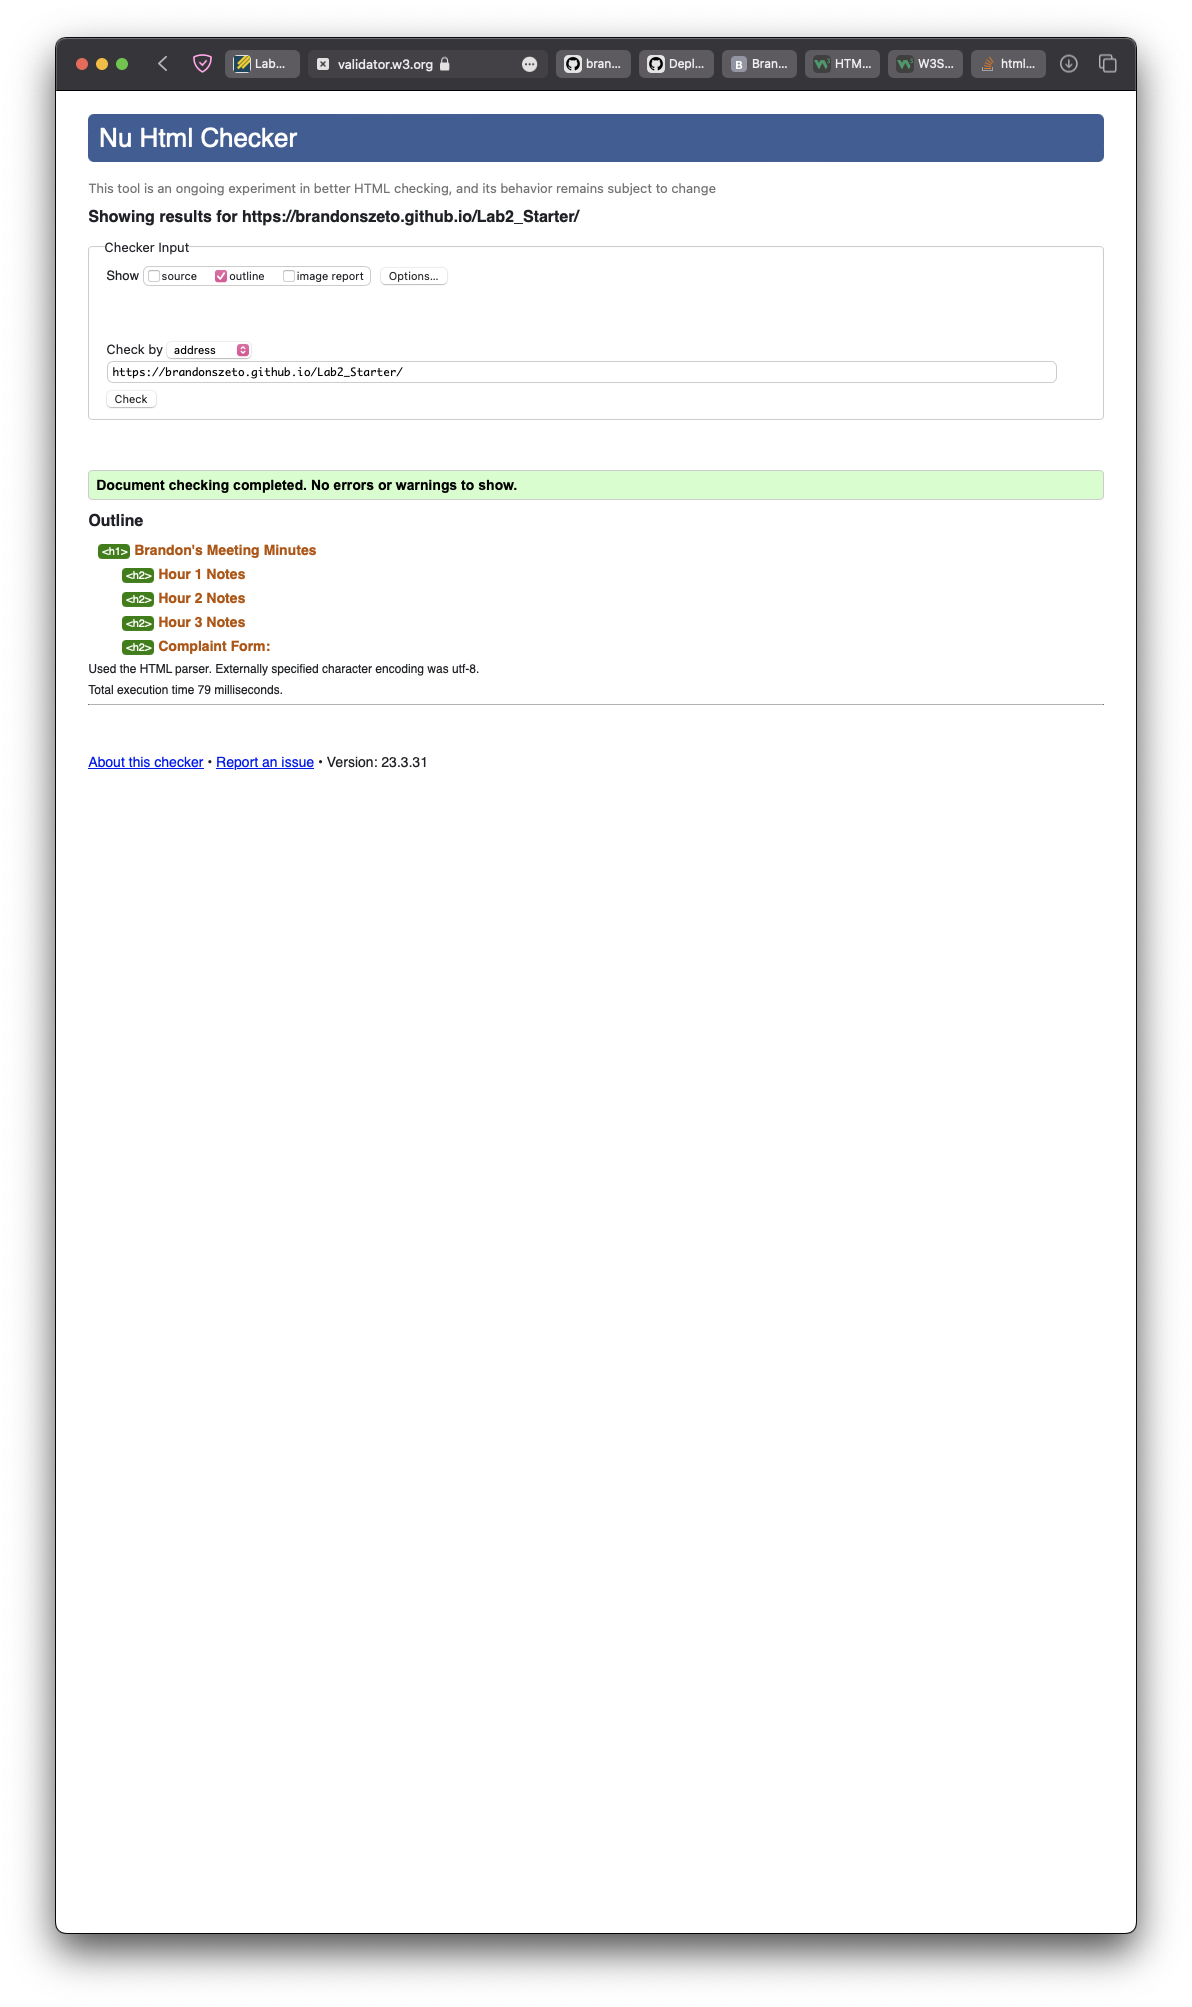 Lab... validator.w3.org bran... Depl... B Bran... HTM... W3S... html...
Nu Html Checker
This tool is an ongoing experiment in better HTML checking, and its behavior remains subject to change
Showing results for https://brandonszeto.github.io/Lab2_Starter/
Checker Input
Show source outline image report Options...
Check by address
https://brandonszeto.github.io/Lab2_Starter/
Check
Document checking completed. No errors or warnings to show.
Outline
<h1> Brandon's Meeting Minutes
<h2> Hour 1 Notes
<h2> Hour 2 Notes
<h2> Hour 3 Notes
<h2> Complaint Form:
Used the HTML parser. Externally specified character encoding was utf-8.
Total execution time 79 milliseconds.
About this checker • Report an issue • Version: 23.3.31